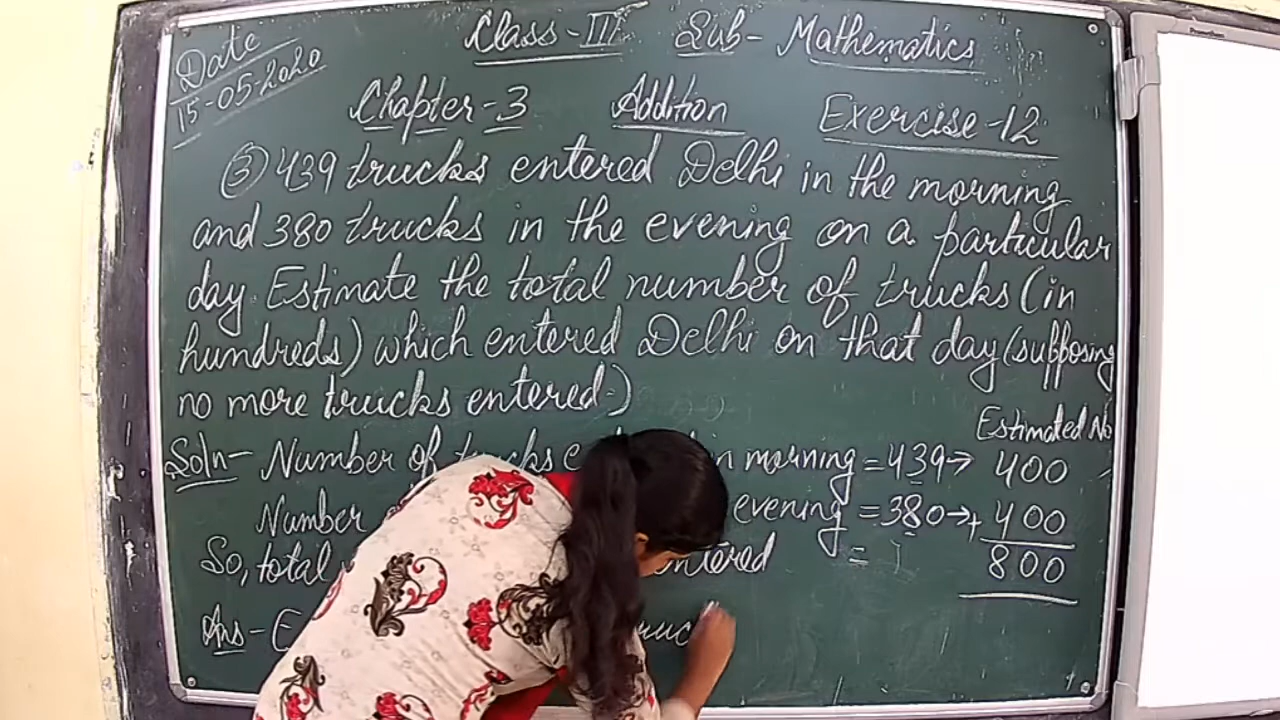 Date
15-05-2020
Class-III Sub- Mathematics
Chapter-3 Addition Exercise-12
③ 439 trucks entered Delhi in the morning
and 380 trucks in the evening on a particular
day. Estimate the total number of trucks (in
hundreds) which entered Delhi on that day (supposing
no more trucks entered.)
Estimated No
Soln- Number of in morning = 439→ 400
Number evening = 380→+ 400
So, total = 800
Ans-